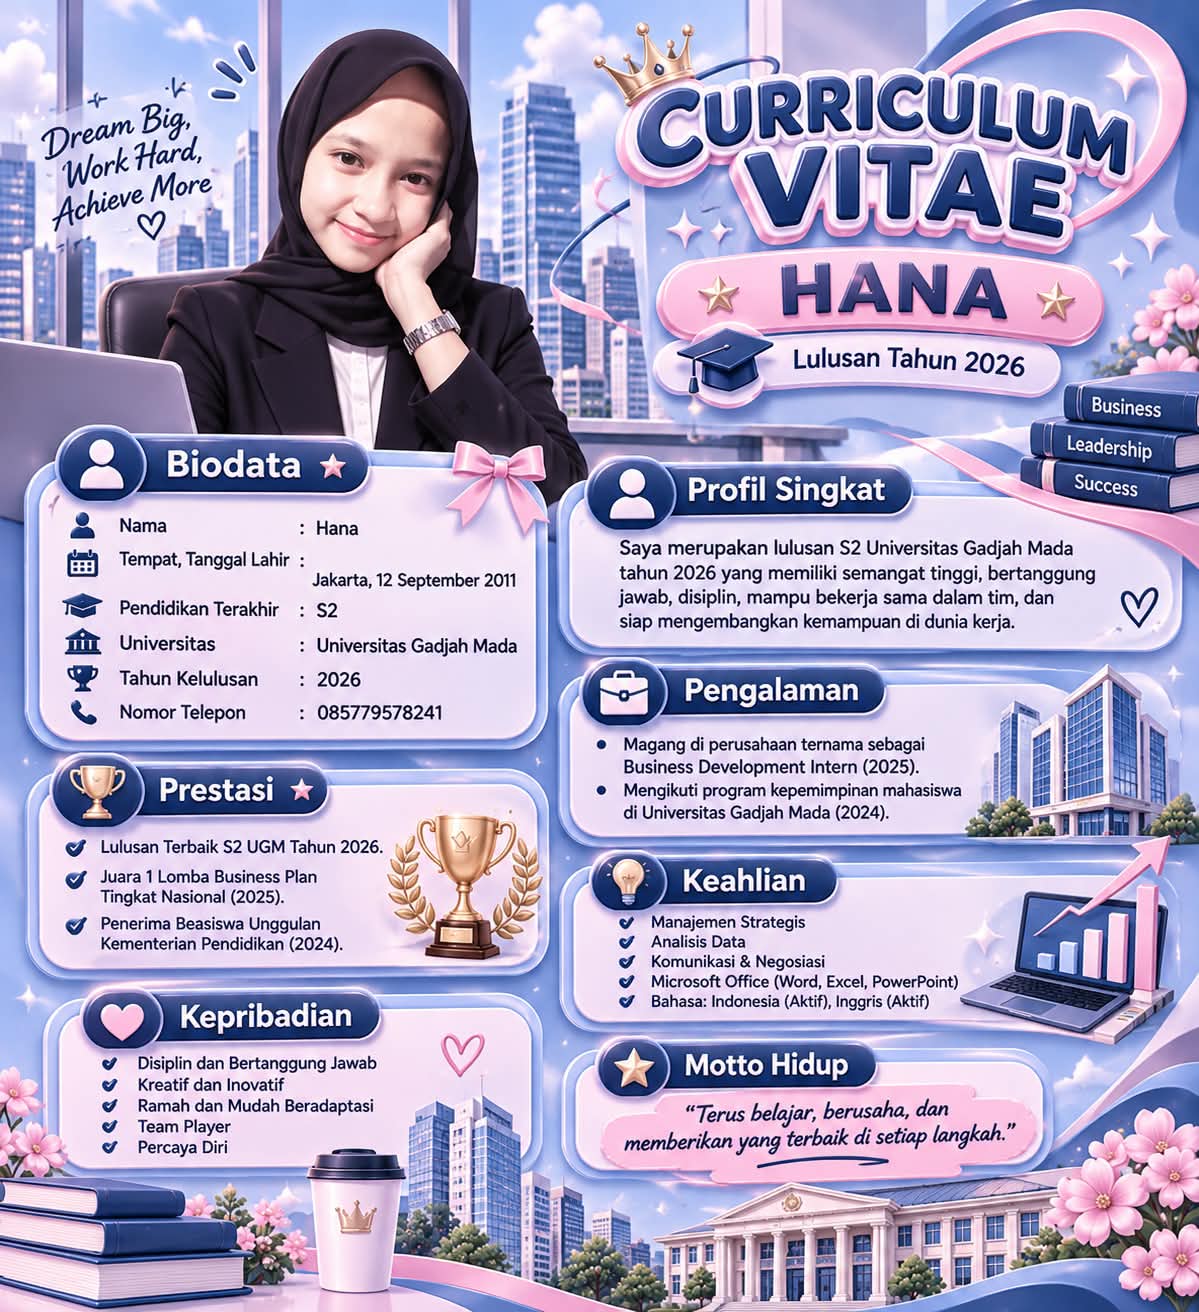 Dream Big,
Work Hard,
Achieve More
CURRICULUM
VITAE
HANA
Lulusan Tahun 2026
Business
Leadership
Success
Biodata
Nama : Hana
Tempat, Tanggal Lahir :
Jakarta, 12 September 2011
Pendidikan Terakhir : S2
Universitas : Universitas Gadjah Mada
Tahun Kelulusan : 2026
Nomor Telepon : 085779578241
Profil Singkat
Saya merupakan lulusan S2 Universitas Gadjah Mada
tahun 2026 yang memiliki semangat tinggi, bertanggung
jawab, disiplin, mampu bekerja sama dalam tim, dan
siap mengembangkan kemampuan di dunia kerja.
Pengalaman
Magang di perusahaan ternama sebagai
Business Development Intern (2025).
Mengikuti program kepemimpinan mahasiswa
di Universitas Gadjah Mada (2024).
Prestasi
Lulusan Terbaik S2 UGM Tahun 2026.
Juara 1 Lomba Business Plan
Tingkat Nasional (2025).
Penerima Beasiswa Unggulan
Kementerian Pendidikan (2024).
Keahlian
Manajemen Strategis
Analisis Data
Komunikasi & Negosiasi
Microsoft Office (Word, Excel, PowerPoint)
Bahasa: Indonesia (Aktif), Inggris (Aktif)
Kepribadian
Disiplin dan Bertanggung Jawab
Kreatif dan Inovatif
Ramah dan Mudah Beradaptasi
Team Player
Percaya Diri
Motto Hidup
“Terus belajar, berusaha, dan
memberikan yang terbaik di setiap langkah.”